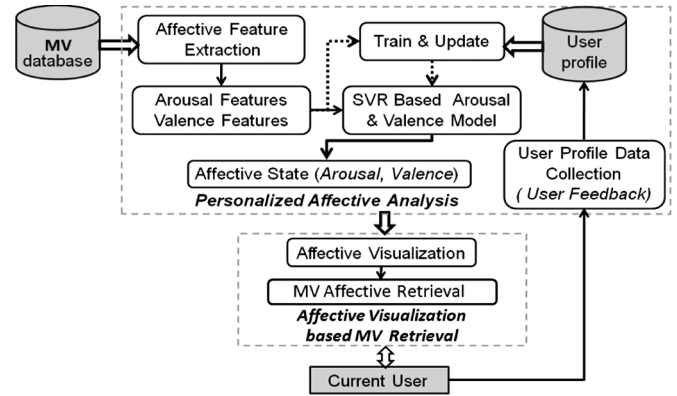 MV
database
Affective Feature
Extraction
Train & Update
User
profile
Arousal Features
Valence Features
SVR Based Arousal
& Valence Model
Affective State (Arousal, Valence)
Personalized Affective Analysis
User Profile Data
Collection
( User Feedback)
Affective Visualization
MV Affective Retrieval
Affective Visualization
based MV Retrieval
Current User